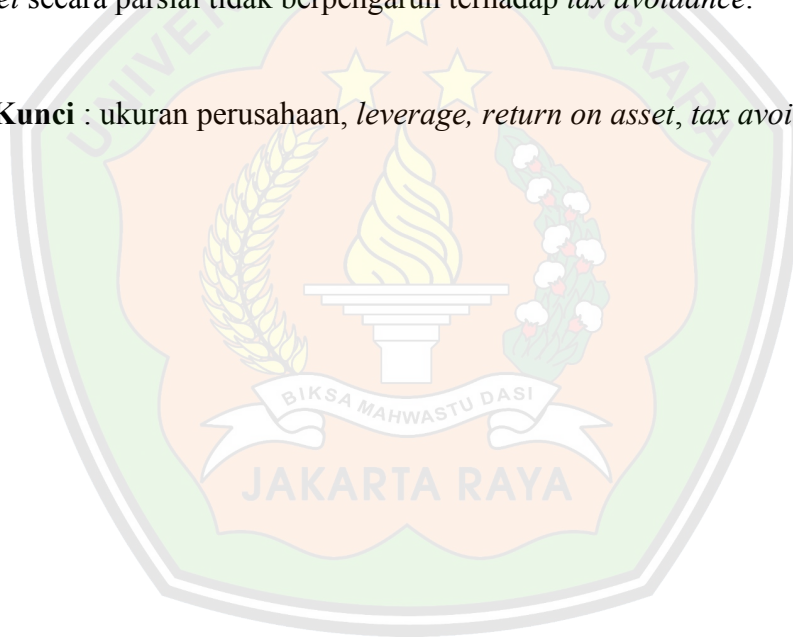 secara parsial tidak berpengaruh terhadap tax avoidance.
Kunci : ukuran perusahaan, leverage, return on asset, tax
BIKSA MAHWASTU DASI
JAKARTA RAYA